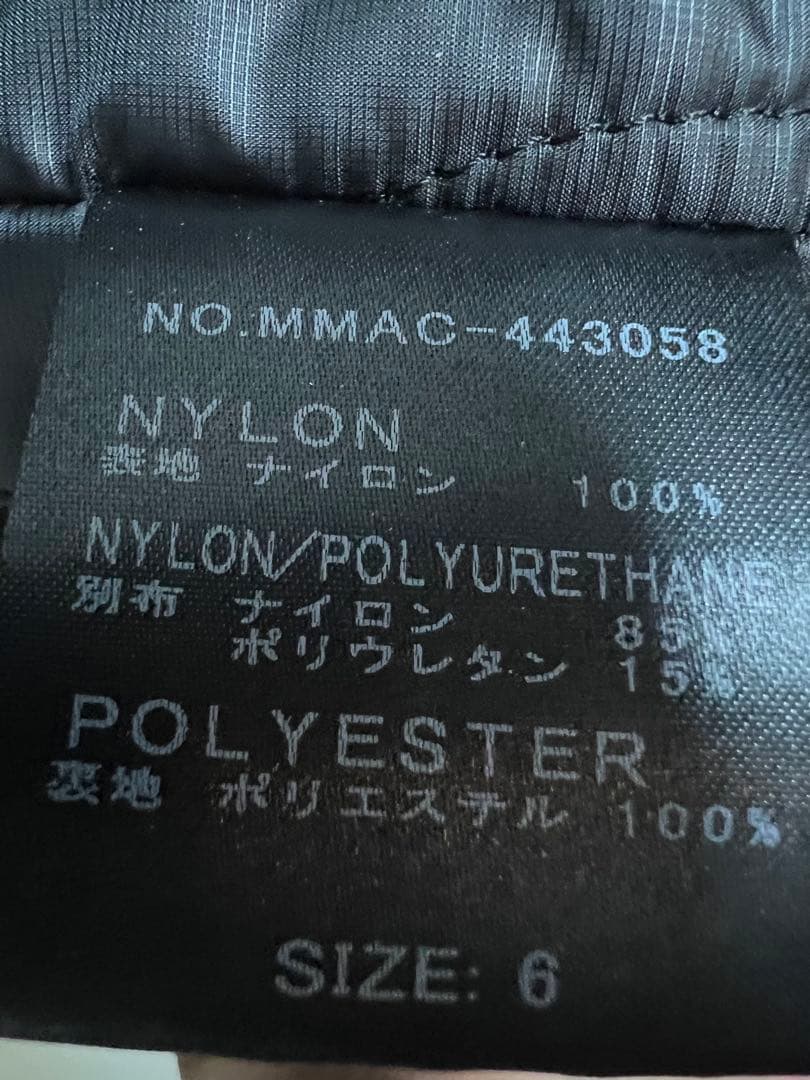 NO.MMAC-443058
NYLON
表地 ナイロン 100%
NYLON/POLYURETHANE
別布 ナイロン 85%
ポリウレタン 15%
POLYESTER
裏地 ポリエステル 100%
SIZE: 6